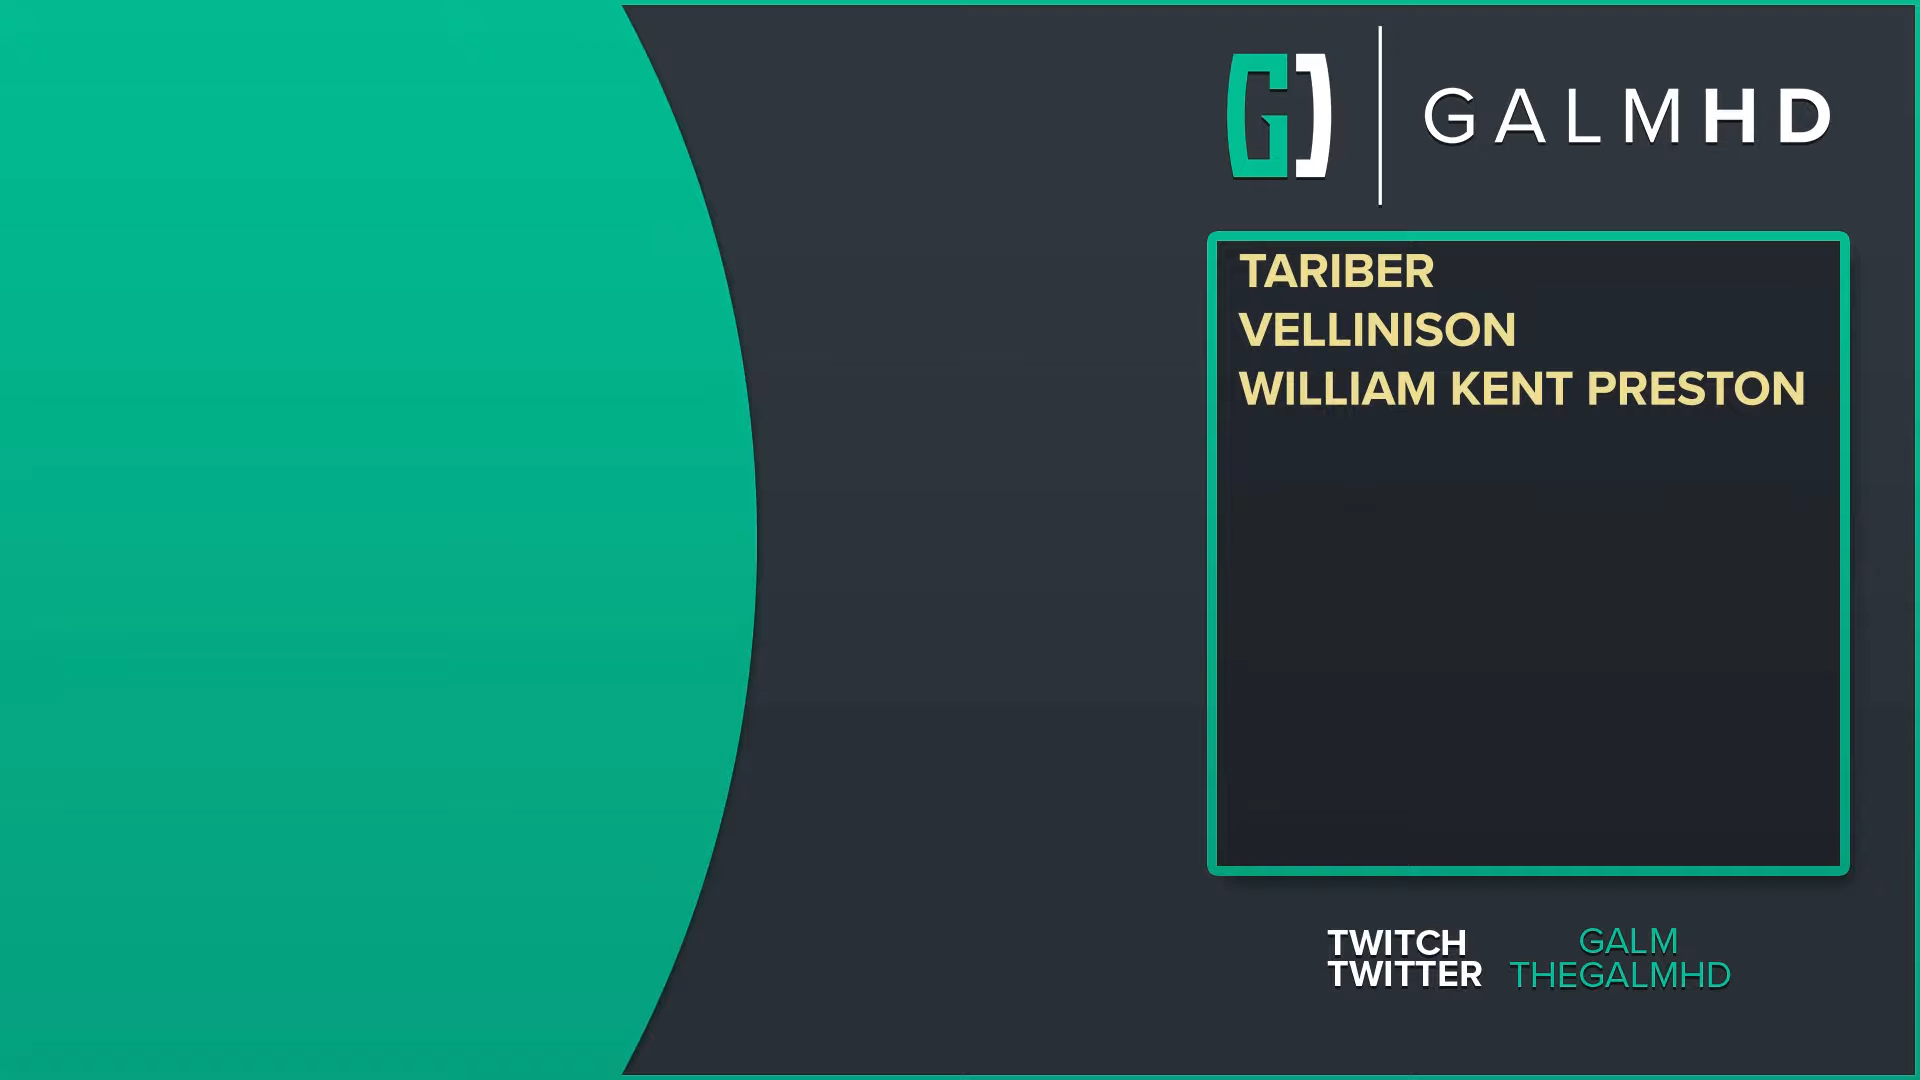 GALMHD
TARIBER
VELLINISON
WILLIAM KENT PRESTON
TWITCH GALM
TWITTER THEGALMHD